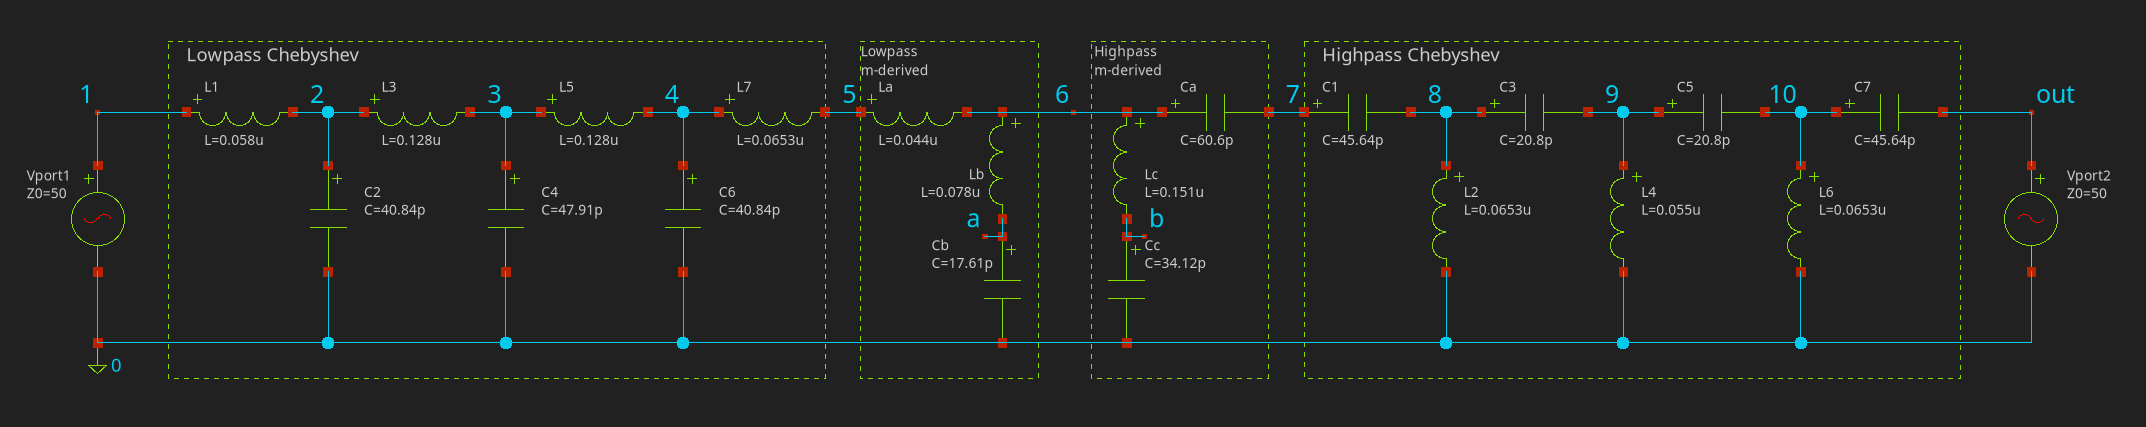 Lowpass Chebyshev
Lowpass
m-derived
Highpass
m-derived
Highpass Chebyshev
1
L1
L=0.058u
2
L3
L=0.128u
3
L5
L=0.128u
4
L7
L=0.0653u
5
La
L=0.044u
6
Ca
C=60.6p
7
C1
C=45.64p
8
C3
C=20.8p
9
C5
C=20.8p
10
C7
C=45.64p
out
Vport1
Z0=50
C2
C=40.84p
C4
C=47.91p
C6
C=40.84p
Lb
L=0.078u
a
Cb
C=17.61p
Lc
L=0.151u
b
Cc
C=34.12p
L2
L=0.0653u
L4
L=0.055u
L6
L=0.0653u
Vport2
Z0=50
0